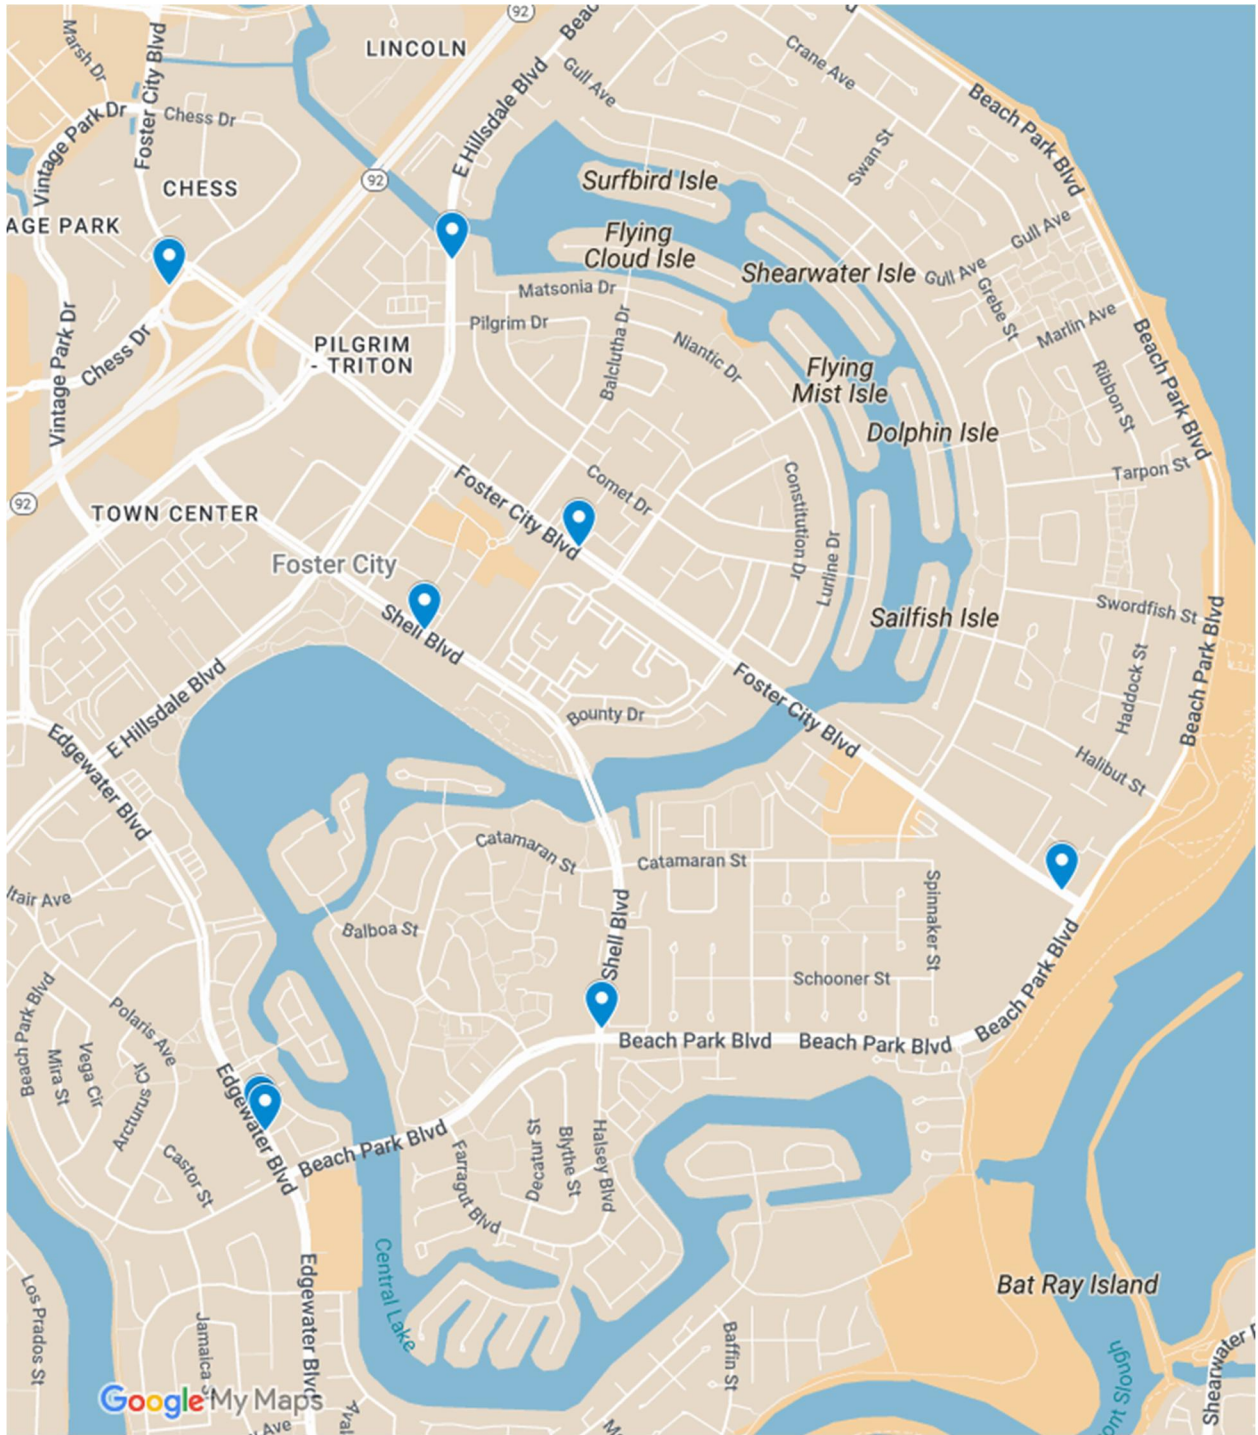 92
Beac
Marsh Dr
Foster City Blvd
LINCOLN
Crane Ave
Gull Ave
E Hillsdale Blvd
Beach Park Blvd
Vintage Park Dr
Chess Dr
Swan St
92
CHESS
Surfbird Isle
AGE PARK
Flying
Cloud Isle
Gull Ave
Shearwater Isle
Gull Ave
Matsonia Dr
Grebe St
Marlin Ave
Pilgrim Dr
Vintage Park Dr
Chess Dr
PILGRIM
- TRITON
Balclutha Dr
Niantic Dr
Flying
Mist Isle
Beach Park Blvd
Ribbon St
Dolphin Isle
Tarpon St
92
TOWN CENTER
Foster City Blvd
Comet Dr
Constitution Dr
Lurline Dr
Foster City
Shell Blvd
Sailfish Isle
Swordfish St
Haddock St
Beach Park Blvd
E Hillsdale Blvd
Bounty Dr
Foster City Blvd
Edgewater Blvd
Halibut St
Catamaran St
Catamaran St
ltair Ave
Balboa St
Shell Blvd
Spinnaker St
Schooner St
Beach Park Blvd
Beach Park Blvd
Polaris Ave
Beach Park Blvd
Beach Park Blvd
Mira St
Vega Cir
Arcturus Cir
Edgewater Blvd
Castor St
Beach Park Blvd
Farragut Blvd
Decatur St
Blythe St
Halsey Blvd
Central Lake
Edgewater Blvd
Bat Ray Island
Los Prados St
Jamaica S
Baffin St
ont Slough
Shearwater P
Google My Maps
Ave
Aval